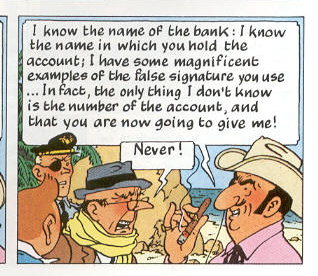 I know the name of the bank: I know
the name in which you hold the
account; I have some magnificent
examples of the false signature you use
... In fact, the only thing I don't know
is the number of the account, and
that you are now going to give me!
Never!